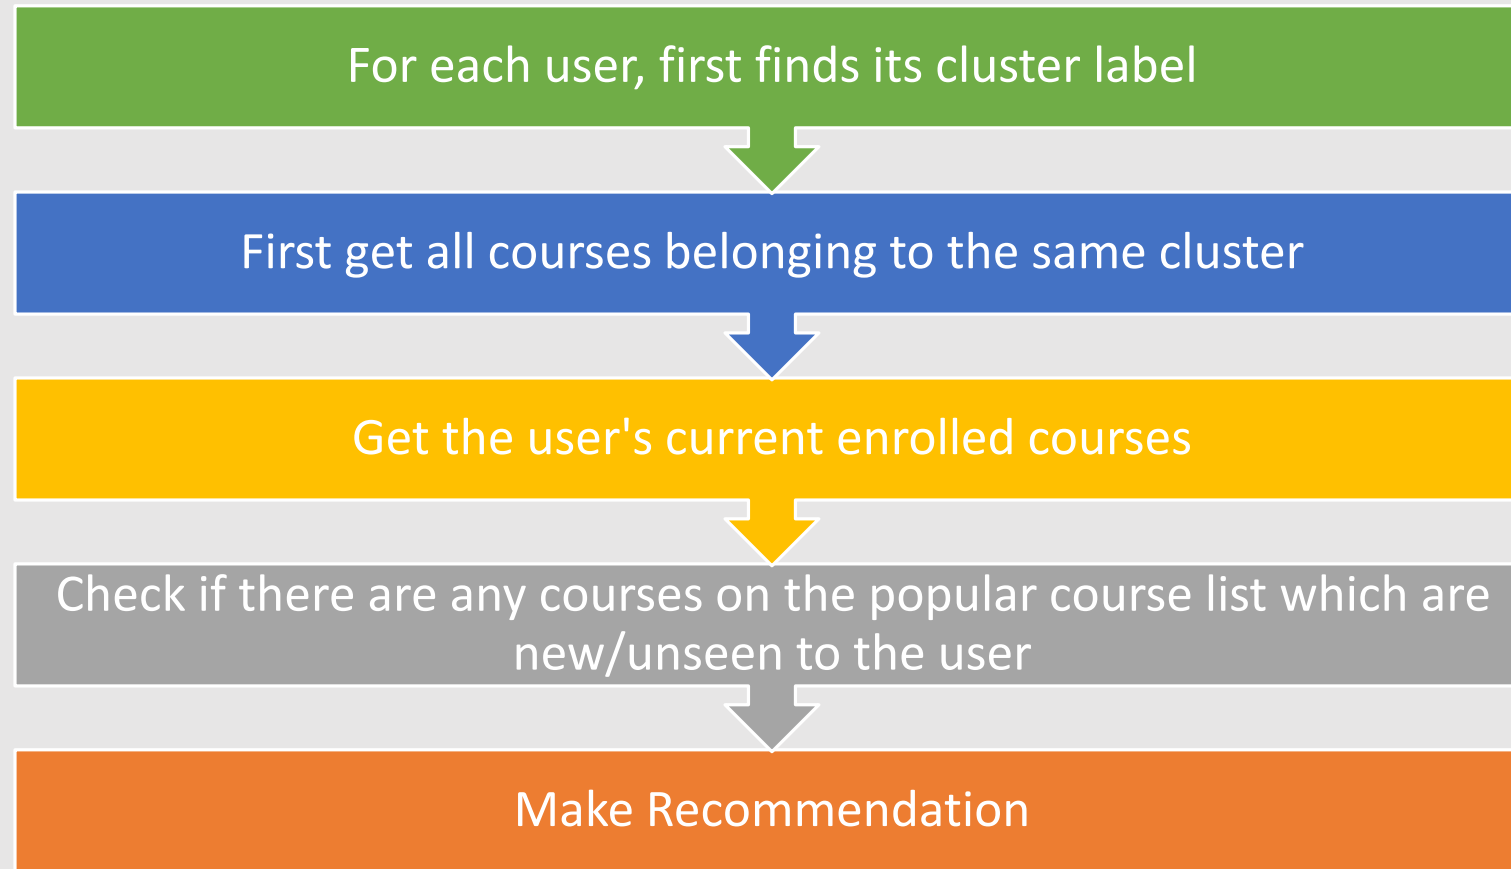 For each user, first finds its cluster label
First get all courses belonging to the same cluster
Get the user's current enrolled courses
Check if there are any courses on the popular course list which are
new/unseen to the user
Make Recommendation